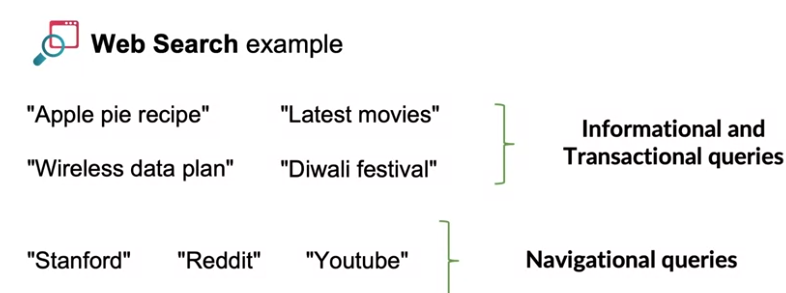 Web Search example
"Apple pie recipe" "Latest movies"
"Wireless data plan" "Diwali festival"
Informational and
Transactional queries
"Stanford" "Reddit" "Youtube"
Navigational queries